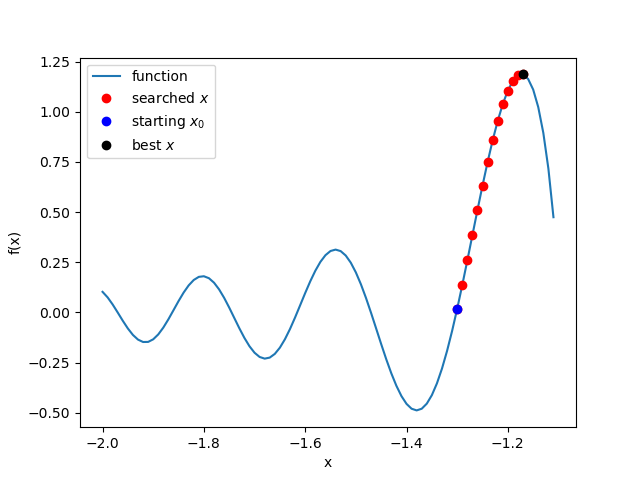 1.25
1.00
0.75
0.50
0.25
0.00
−0.25
−0.50
f(x)
function
searched x
starting x₀
best x
−2.0 −1.8 −1.6 −1.4 −1.2
x